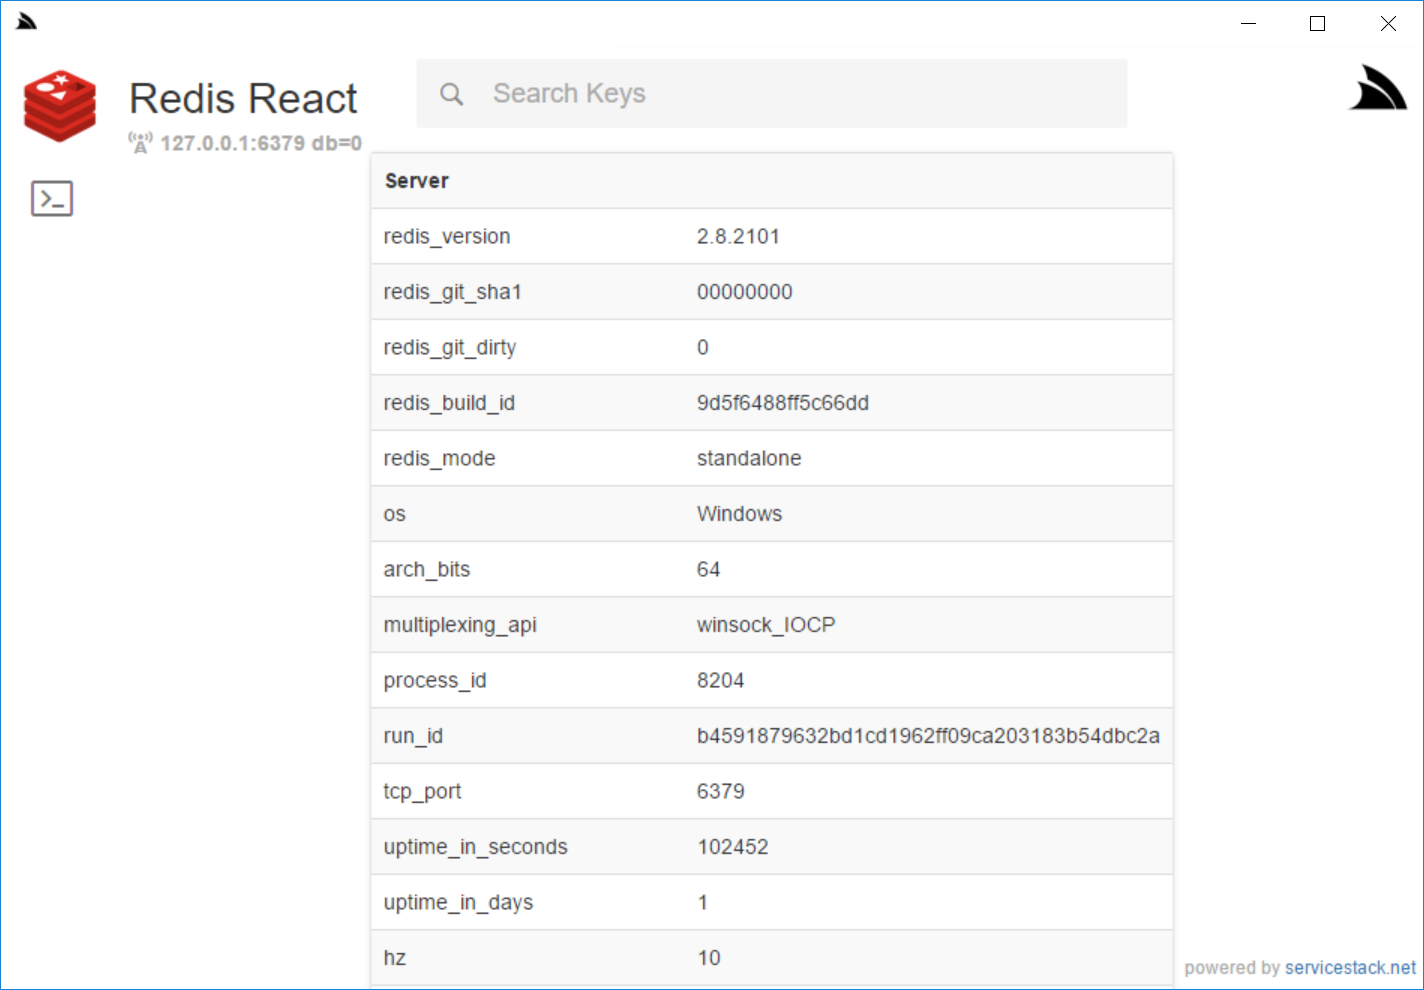 Redis React
Search Keys
127.0.0.1:6379 db=0
Server
redis_version 2.8.2101
redis_git_sha1 00000000
redis_git_dirty 0
redis_build_id 9d5f6488ff5c66dd
redis_mode standalone
os Windows
arch_bits 64
multiplexing_api winsock_IOCP
process_id 8204
run_id b4591879632bd1cd1962ff09ca203183b54dbc2a
tcp_port 6379
uptime_in_seconds 102452
uptime_in_days 1
hz 10
powered by servicestack.net